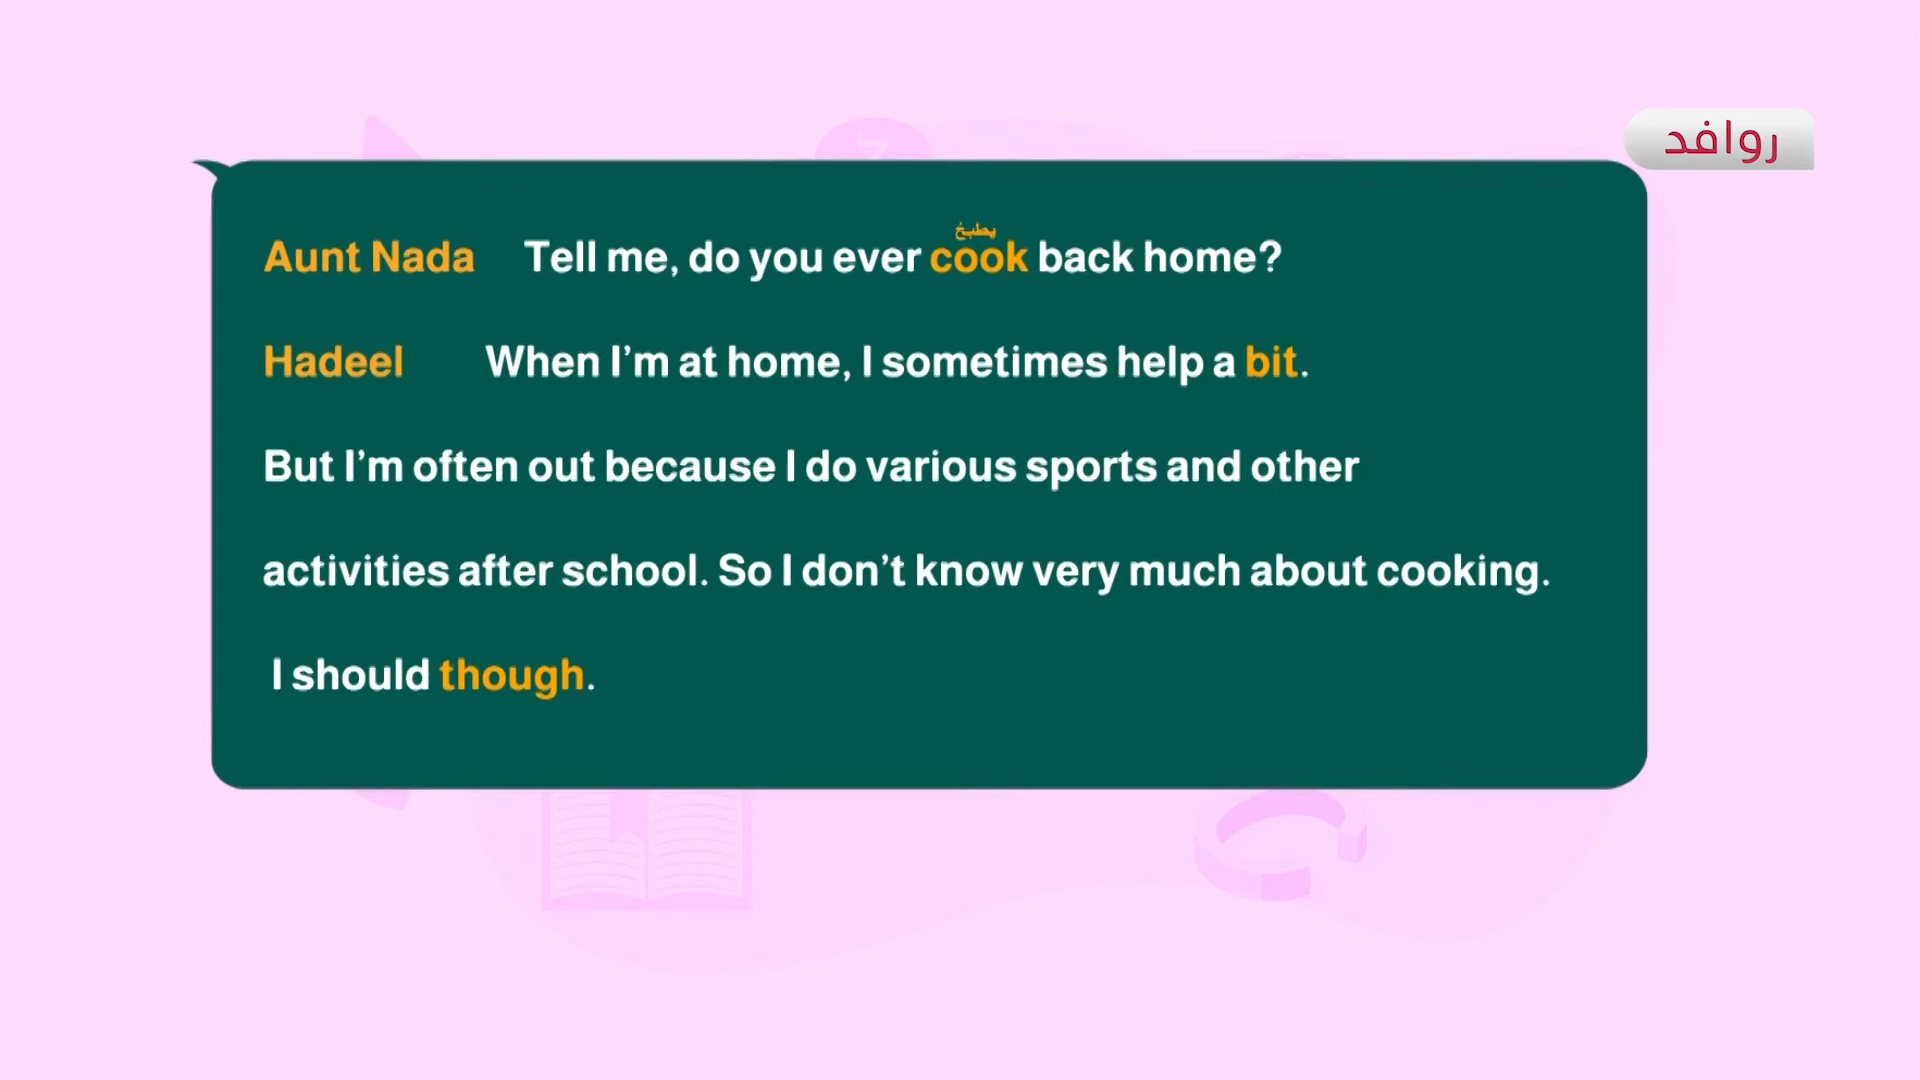 روافد
يطبخ
Aunt Nada Tell me, do you ever cook back home?
Hadeel When I'm at home, I sometimes help a bit.
But I'm often out because I do various sports and other
activities after school. So I don't know very much about cooking.
I should though.